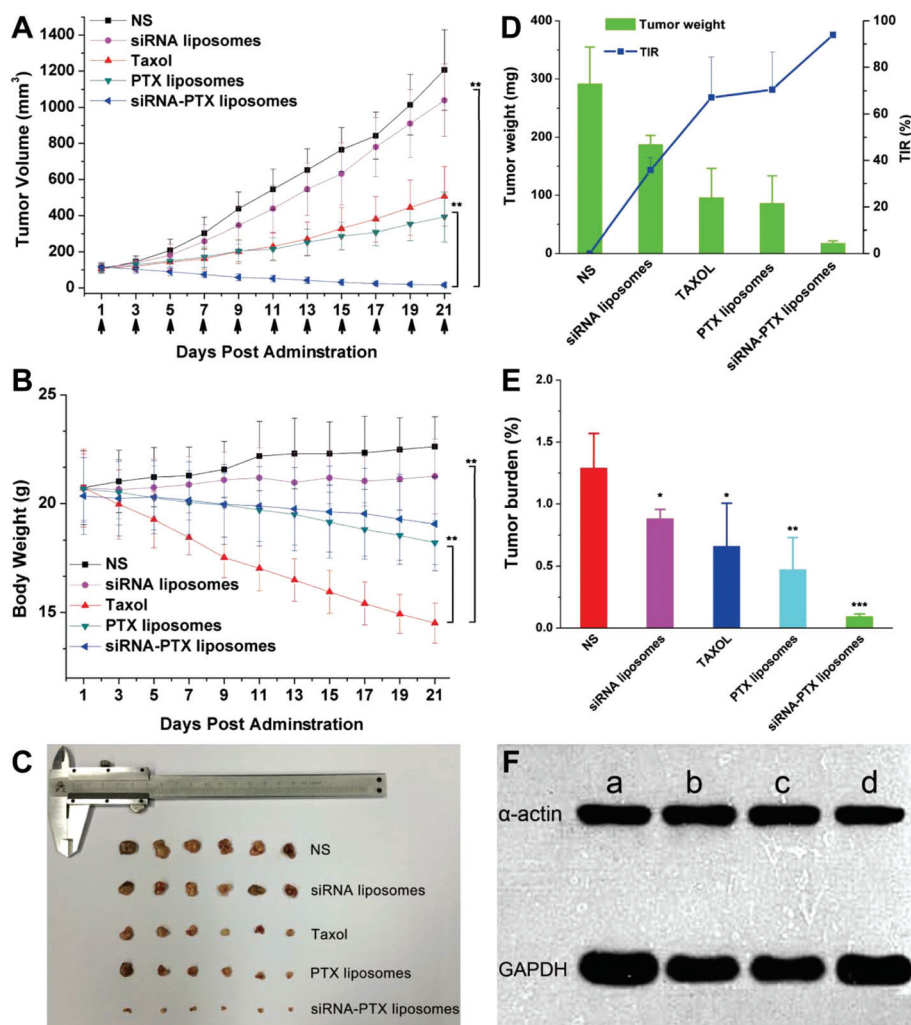 A
NS
siRNA liposomes
Taxol
PTX liposomes
siRNA-PTX liposomes
Tumor Volume (mm³)
1400
1200
1000
800
600
400
200
0
**
**
1 3 5 7 9 11 13 15 17 19 21
Days Post Adminstration
D
Tumor weight
TIR
Tumor weight (mg)
400
300
200
100
0
TIR (%)
100
80
60
40
20
0
NS
siRNA liposomes
TAXOL
PTX liposomes
siRNA-PTX liposomes
B
Body Weight (g)
25
20
15
**
**
NS
siRNA liposomes
Taxol
PTX liposomes
siRNA-PTX liposomes
1 3 5 7 9 11 13 15 17 19 21
Days Post Adminstration
E
Tumor burden (%)
2.0
1.5
1.0
0.5
0.0
*
*
**
***
NS
siRNA liposomes
TAXOL
PTX liposomes
siRNA-PTX liposomes
C
NS
siRNA liposomes
Taxol
PTX liposomes
siRNA-PTX liposomes
F
a b c d
α-actin
GAPDH